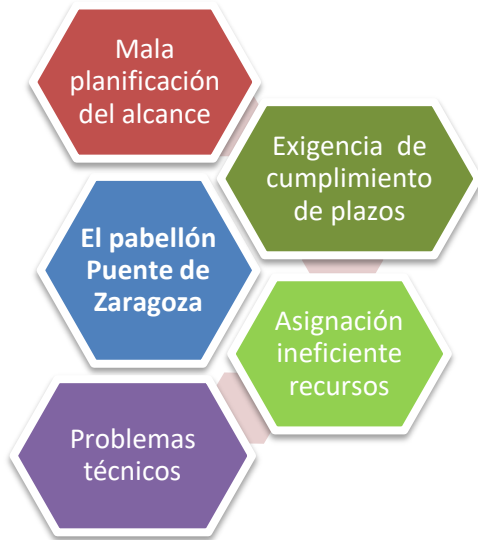 Mala
planificación
del alcance
Exigencia de
cumplimiento
de plazos
El pabellón
Puente de
Zaragoza
Asignación
ineficiente
recursos
Problemas
técnicos